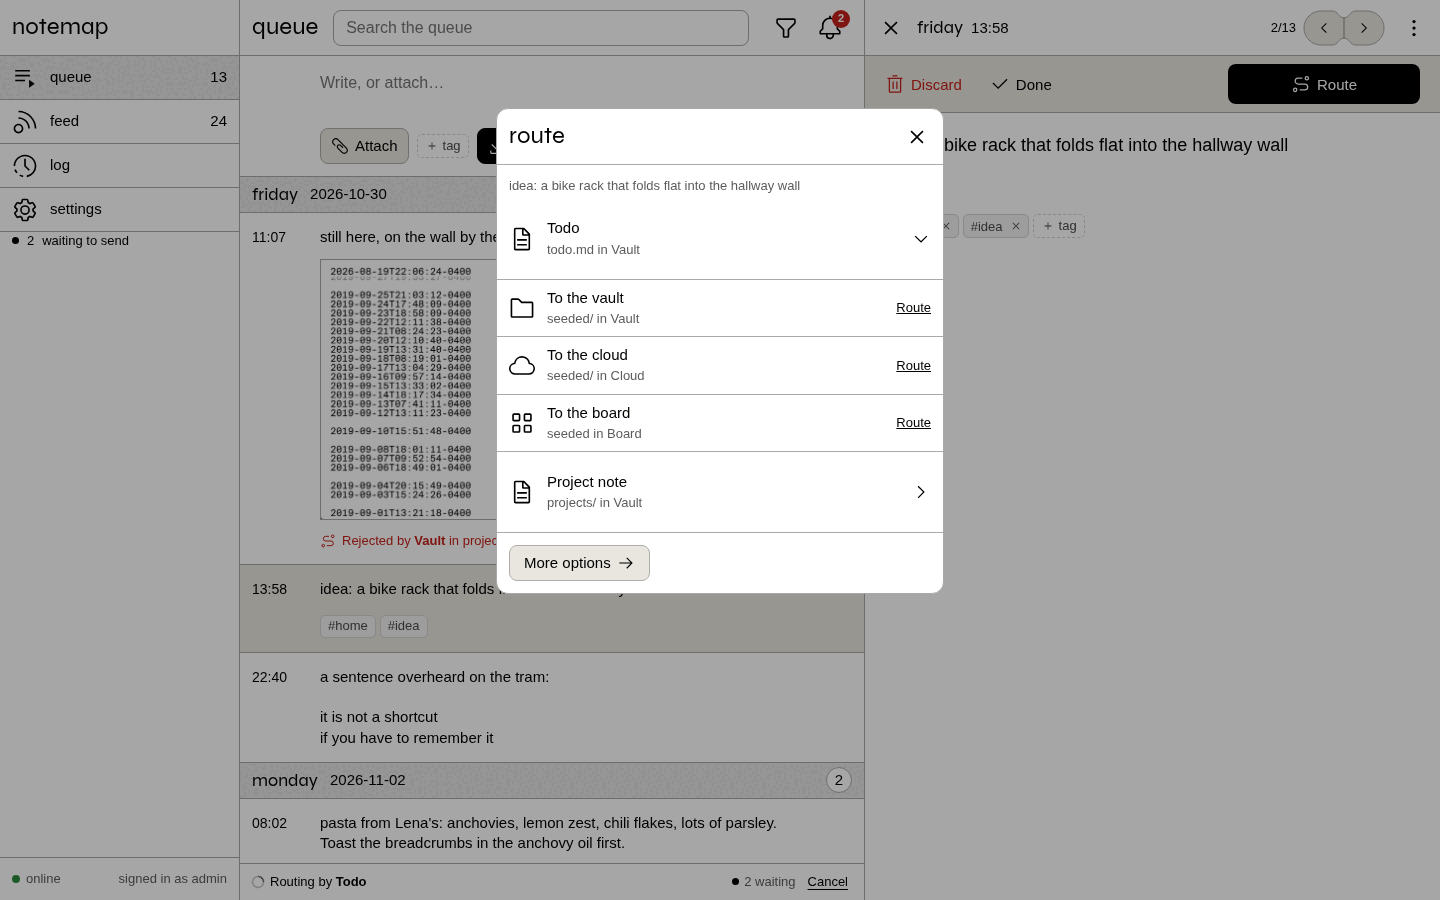 notemap
queue 13
feed 24
log
settings
2 waiting to send
online signed in as admin
queue
Search the queue
2
Write, or attach…
Attach
+ tag
friday 2026-10-30
11:07
still here, on the wall by the
2026-08-19T22:06:24-0400
2019-09-25T21:03:12-0400
2019-09-24T17:48:09-0400
2019-09-23T18:58:09-0400
2019-09-22T12:11:38-0400
2019-09-21T08:24:23-0400
2019-09-20T12:10:40-0400
2019-09-19T13:31:40-0400
2019-09-18T08:19:01-0400
2019-09-17T13:04:29-0400
2019-09-16T09:57:14-0400
2019-09-15T13:33:02-0400
2019-09-14T18:17:34-0400
2019-09-13T07:41:11-0400
2019-09-12T13:11:23-0400
2019-09-10T15:51:48-0400
2019-09-08T18:01:11-0400
2019-09-07T09:52:54-0400
2019-09-06T18:49:01-0400
2019-09-04T20:15:49-0400
2019-09-03T15:24:26-0400
2019-09-01T13:21:18-0400
Rejected by Vault in projec
13:58
idea: a bike rack that folds
#home #idea
22:40
a sentence overheard on the tram:
it is not a shortcut
if you have to remember it
monday 2026-11-02 2
08:02
pasta from Lena's: anchovies, lemon zest, chili flakes, lots of parsley.
Toast the breadcrumbs in the anchovy oil first.
Routing by Todo
2 waiting Cancel
route
idea: a bike rack that folds flat into the hallway wall
Todo
todo.md in Vault
To the vault
seeded/ in Vault
Route
To the cloud
seeded/ in Cloud
Route
To the board
seeded in Board
Route
Project note
projects/ in Vault
More options
friday 13:58
2/13
Discard
Done
Route
bike rack that folds flat into the hallway wall
#idea
+ tag